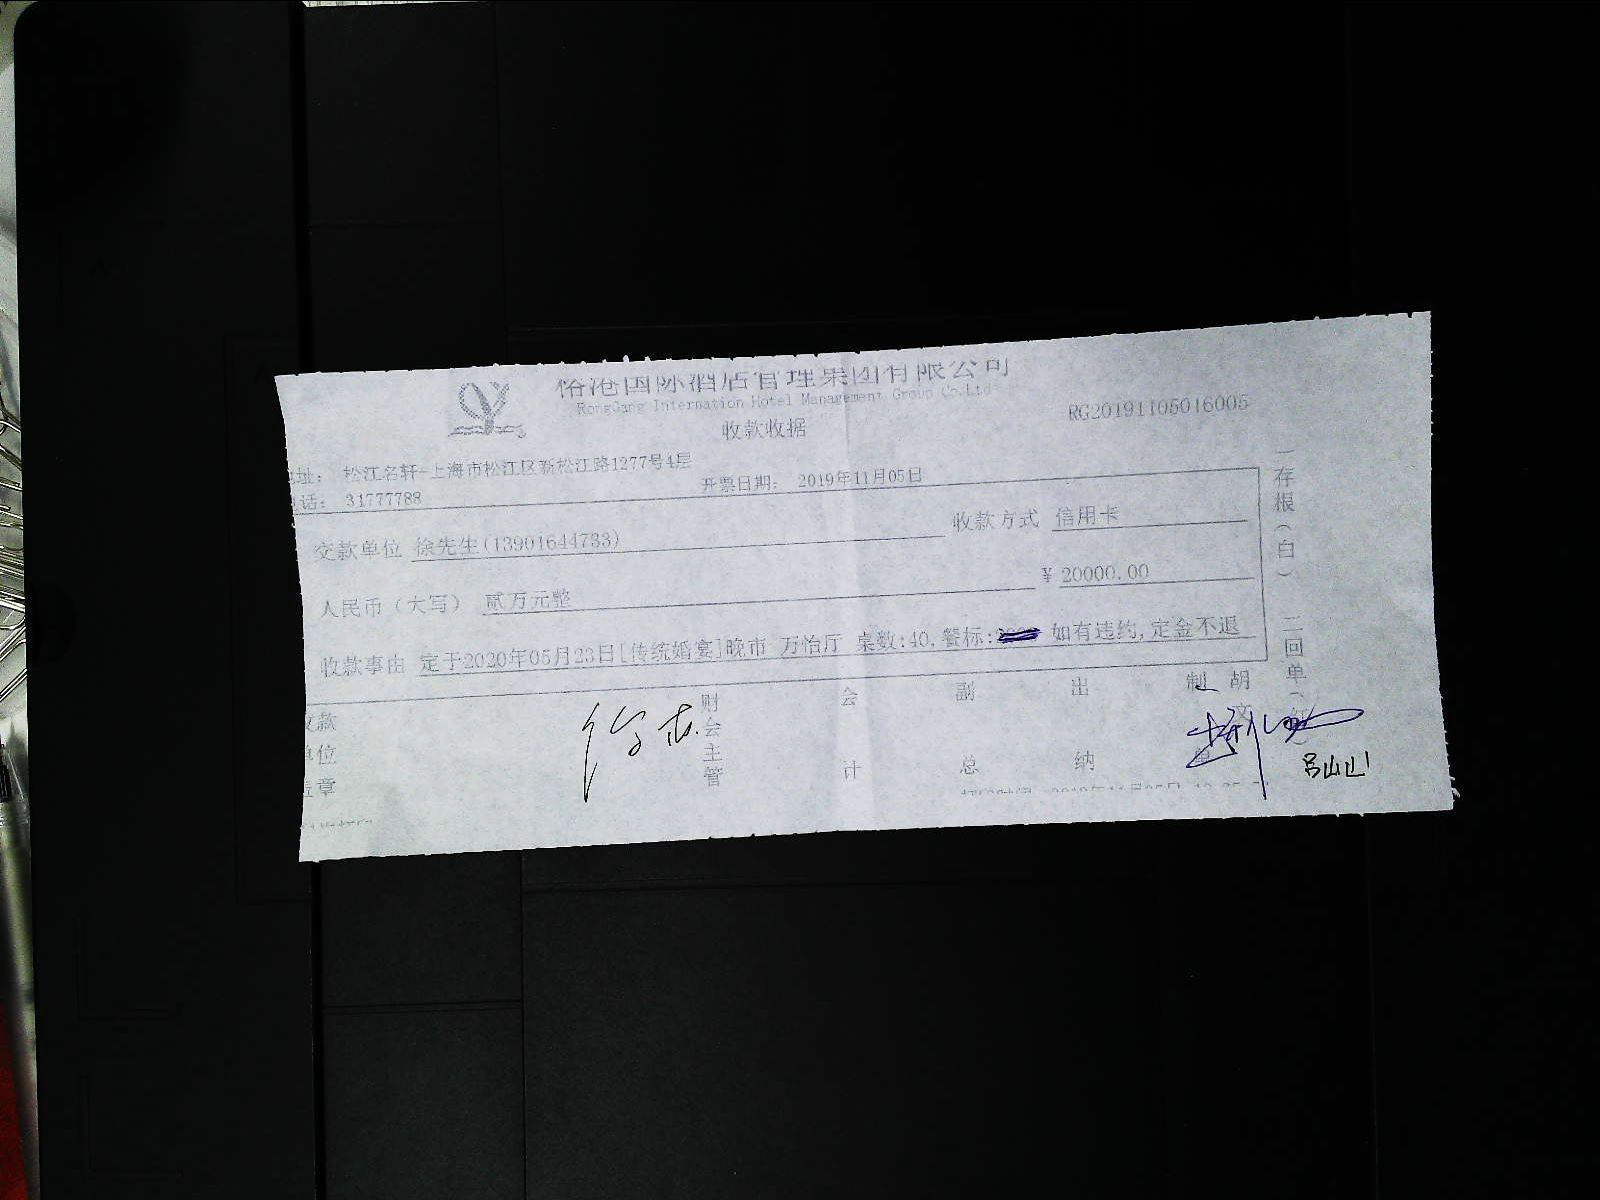 国际酒店管理集团有限公司
RongGang Internation Hotel Management Group Co.Ltd
收款收据
RG20191105016005
址： 松江名轩-上海市松江区新松江路1277号4层
话： 31777788
开票日期： 2019年11月05日
交款单位 徐先生(13901644733)
收款方式 信用卡
人民币（大写） 贰万元整
¥ 20000.00
收款事由 定于2020年05月23日[传统婚宴]晚市 万怡厅 桌数:40,餐标: 如有违约,定金不退
一存根(白) 二回单(
款
单位
章
财会主管
会计
副总
出纳
制单
胡文